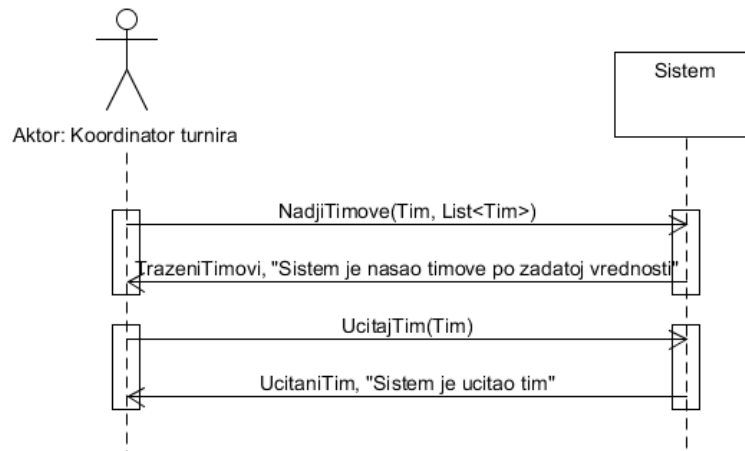 Sistem
Aktor: Koordinator turnira
NadjiTimove(Tim, List<Tim>)
TrazeniTimovi, "Sistem je nasao timove po zadatoj vrednosti"
UcitajTim(Tim)
UcitaniTim, "Sistem je ucitao tim"